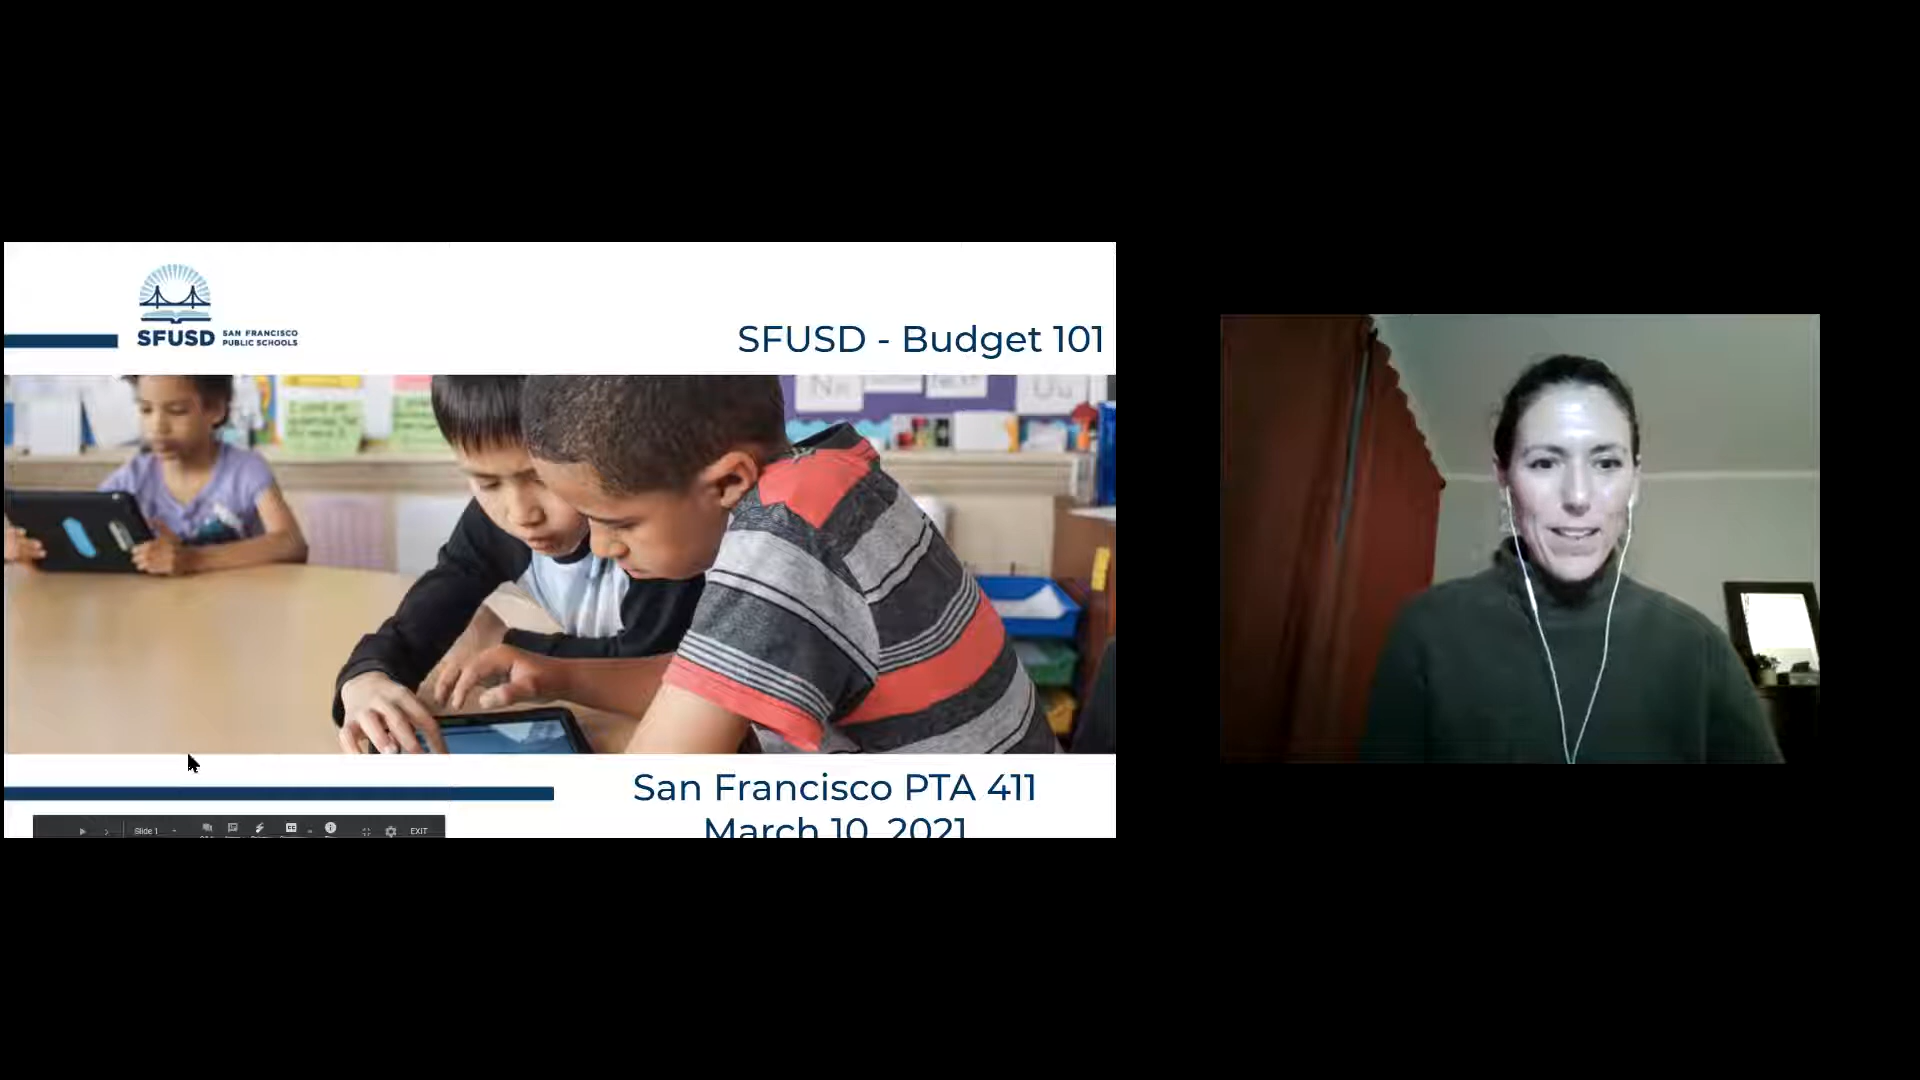 SFUSD
SAN FRANCISCO
PUBLIC SCHOOLS
SFUSD - Budget 101
San Francisco PTA 411
March 10, 2021
Slide 1
EXIT